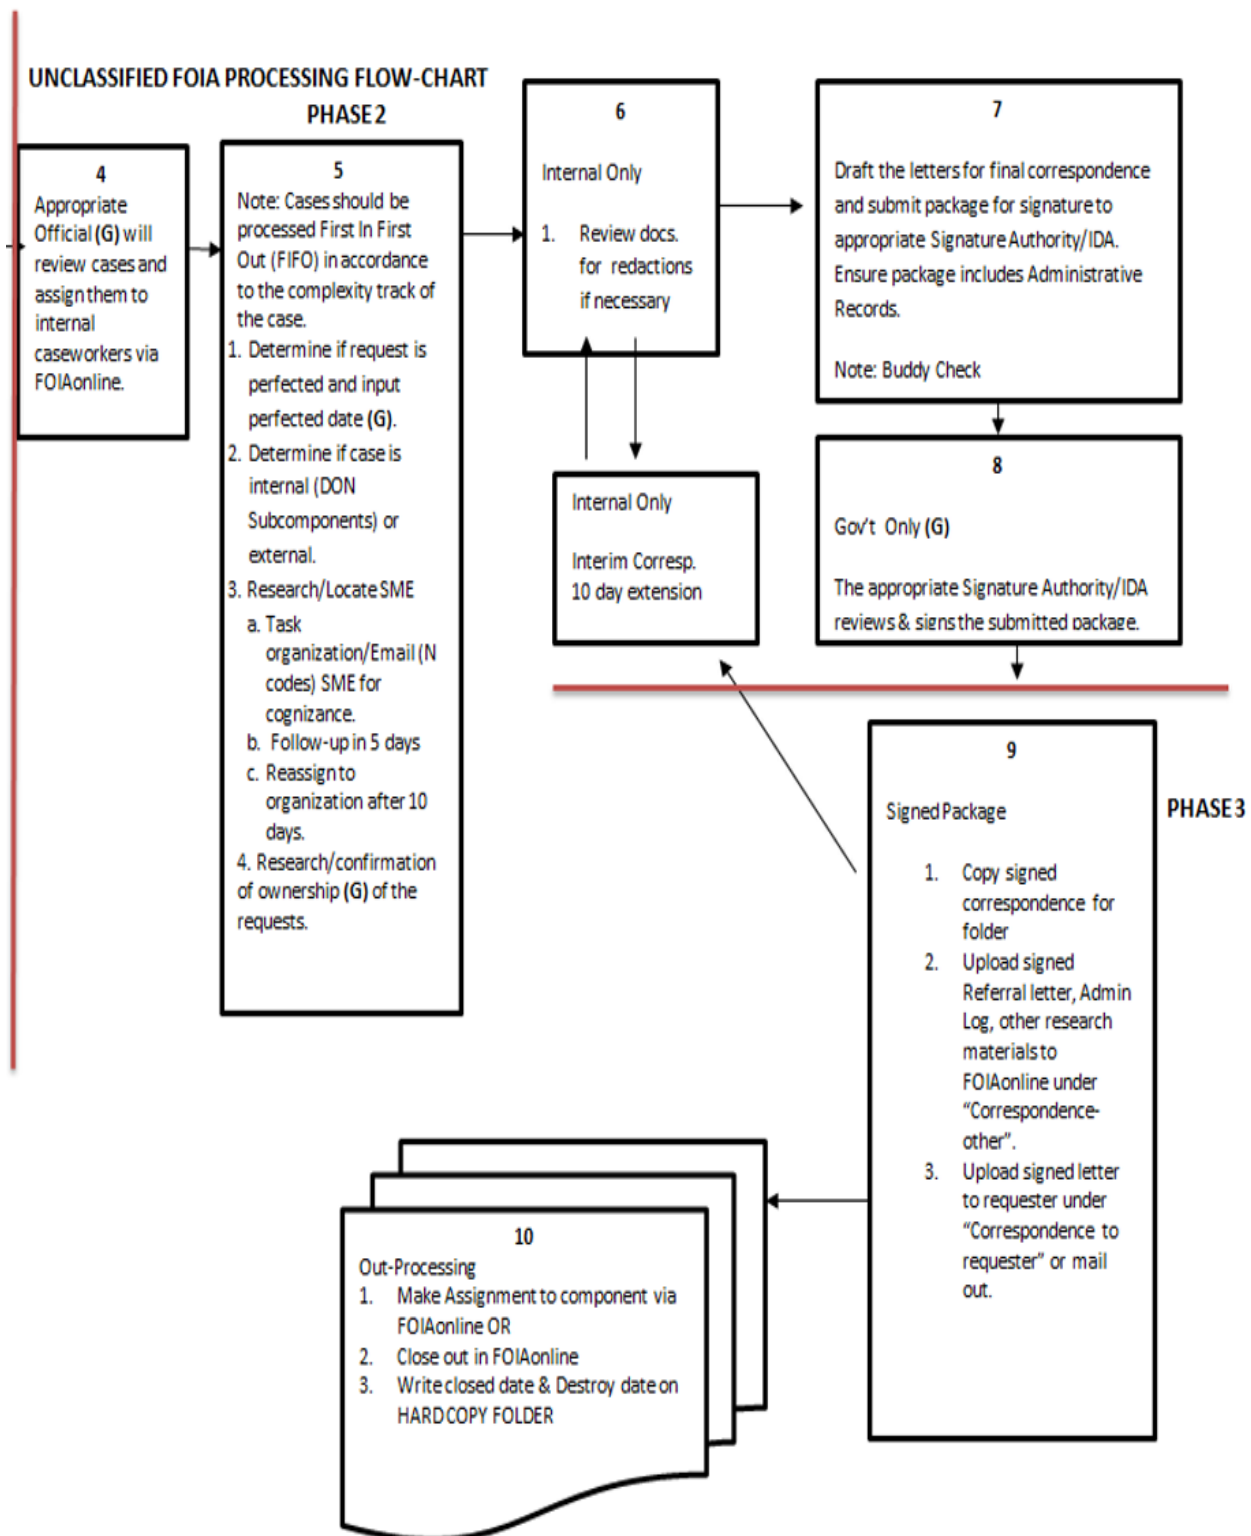 UNCLASSIFIED FOIA PROCESSING FLOW-CHART
PHASE 2
4
Appropriate
Official (G) will
review cases and
assign them to
internal
caseworkers via
FOIAonline.
5
Note: Cases should be
processed First In First
Out (FIFO) in accordance
to the complexity track of
the case.
1. Determine if request is
perfected and input
perfected date (G).
2. Determine if case is
internal (DON
Subcomponents) or
external.
3. Research/Locate SME
a. Task
organization/Email (N
codes) SME for
cognizance.
b. Follow-up in 5 days
c. Reassign to
organization after 10
days.
4. Research/confirmation
of ownership (G) of the
requests.
6
Internal Only
1. Review docs.
for redactions
if necessary
Internal Only
Interim Corresp.
10 day extension
7
Draft the letters for final correspondence
and submit package for signature to
appropriate Signature Authority/IDA.
Ensure package includes Administrative
Records.
Note: Buddy Check
8
Gov't Only (G)
The appropriate Signature Authority/IDA
reviews & signs the submitted package.
PHASE 3
9
Signed Package
1. Copy signed
correspondence for
folder
2. Upload signed
Referral letter, Admin
Log, other research
materials to
FOIAonline under
“Correspondence-
other”.
3. Upload signed letter
to requester under
“Correspondence to
requester” or mail
out.
10
Out-Processing
1. Make Assignment to component via
FOIAonline OR
2. Close out in FOIAonline
3. Write closed date & Destroy date on
HARDCOPY FOLDER